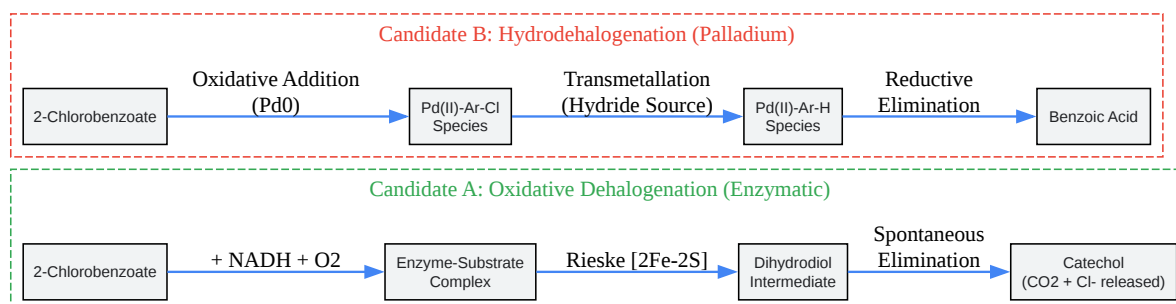 Candidate B: Hydrodehalogenation (Palladium)
2-Chlorobenzoate
Oxidative Addition
(Pd0)
Pd(II)-Ar-Cl
Species
Transmetallation
(Hydride Source)
Pd(II)-Ar-H
Species
Reductive
Elimination
Benzoic Acid
Candidate A: Oxidative Dehalogenation (Enzymatic)
2-Chlorobenzoate
+ NADH + O2
Enzyme-Substrate
Complex
Rieske [2Fe-2S]
Dihydrodiol
Intermediate
Spontaneous
Elimination
Catechol
(CO2 + Cl- released)